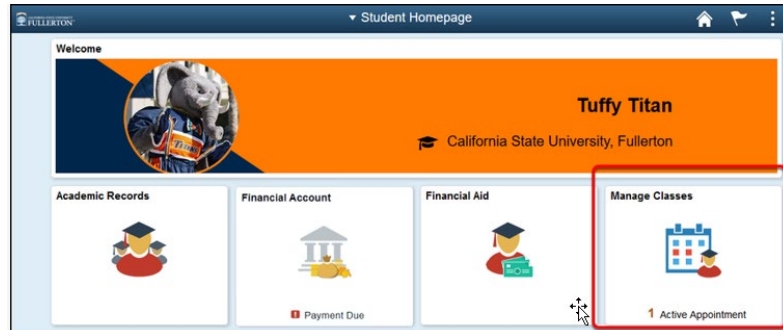 FULLERTON
Student Homepage
Welcome
Tuffy Titan
California State University, Fullerton
Academic Records
Financial Account
Financial Aid
Manage Classes
Payment Due
1 Active Appointment